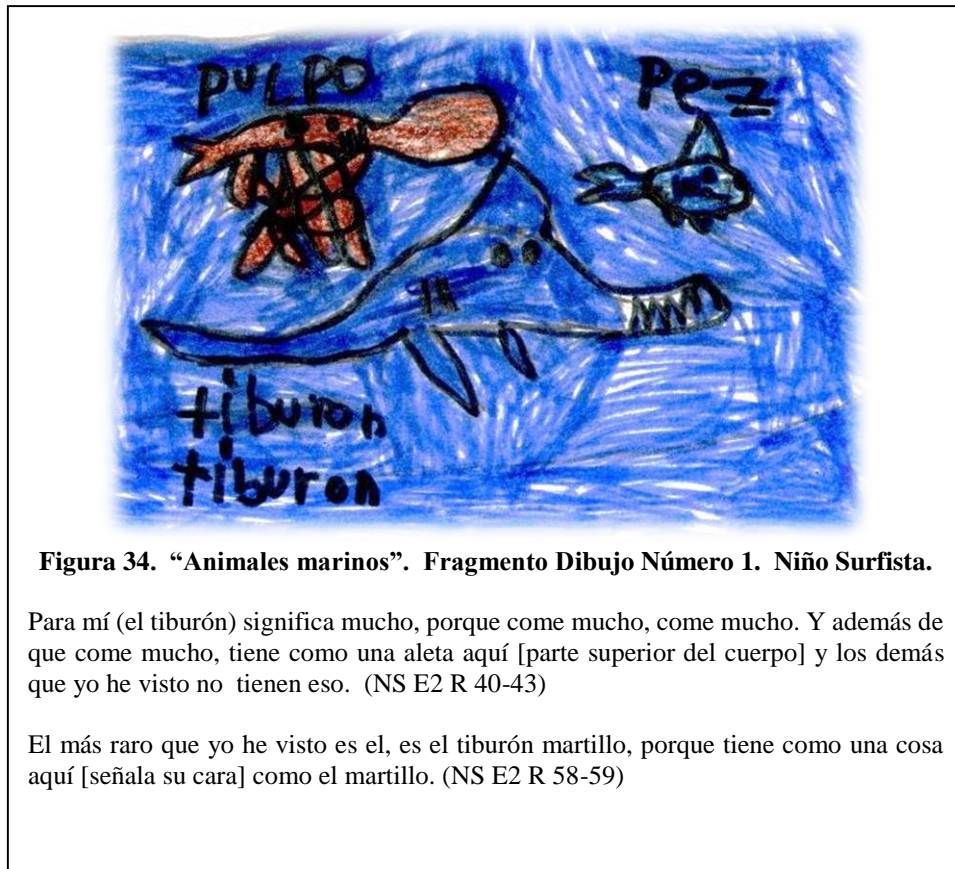 PULPO
Pez
tiburon
tiburon
Figura 34. “Animales marinos”. Fragmento Dibujo Número 1. Niño Surfista.
Para mí (el tiburón) significa mucho, porque come mucho, come mucho. Y además de
que come mucho, tiene como una aleta aquí [parte superior del cuerpo] y los demás
que yo he visto no tienen eso. (NS E2 R 40-43)
El más raro que yo he visto es el, es el tiburón martillo, porque tiene como una cosa
aquí [señala su cara] como el martillo. (NS E2 R 58-59)